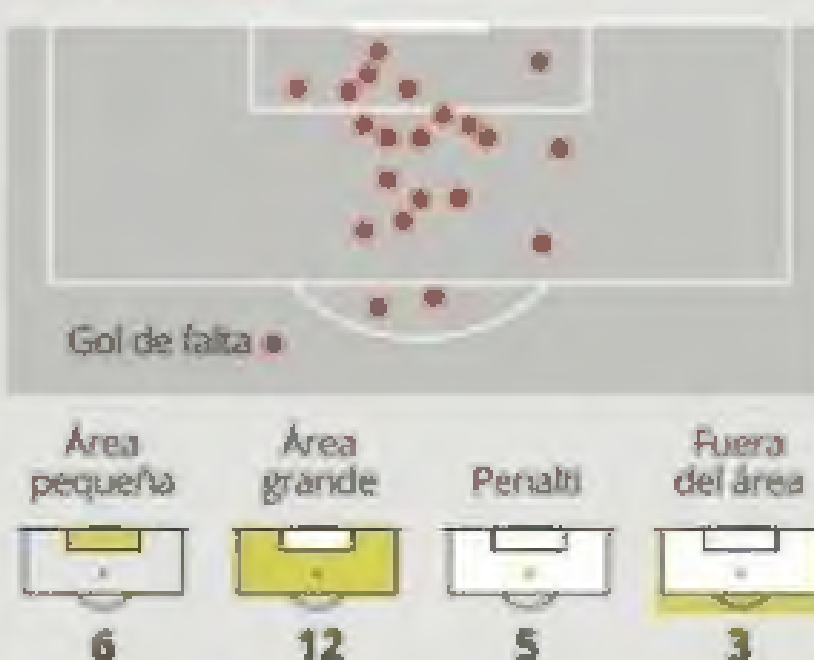 Gol de falta
Área pequeña
Área grande
Penalti
Fuera del área
6
12
5
3